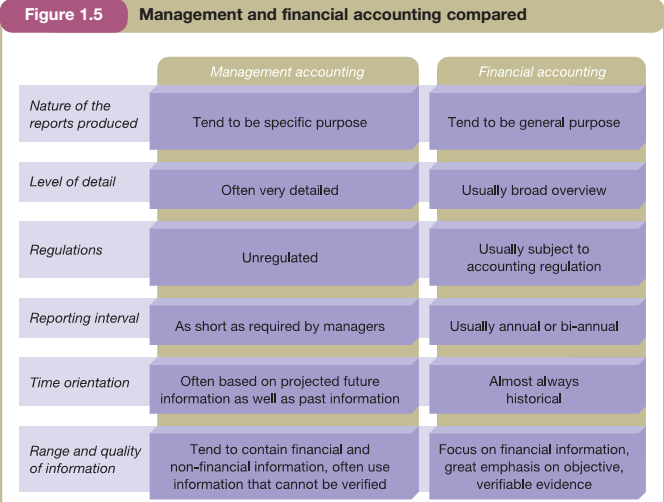 Figure 1.5 Management and financial accounting compared
Management accounting Financial accounting
Nature of the
reports produced
Tend to be specific purpose
Tend to be general purpose
Level of detail
Often very detailed
Usually broad overview
Regulations
Unregulated
Usually subject to
accounting regulation
Reporting interval
As short as required by managers
Usually annual or bi-annual
Time orientation
Often based on projected future
information as well as past information
Almost always
historical
Range and quality
of information
Tend to contain financial and
non-financial information, often use
information that cannot be verified
Focus on financial information,
great emphasis on objective,
verifiable evidence